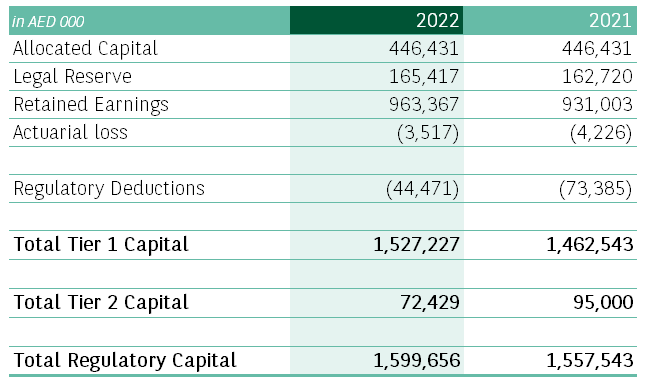 in AED 000 2022 2021
Allocated Capital 446,431 446,431
Legal Reserve 165,417 162,720
Retained Earnings 963,367 931,003
Actuarial loss (3,517) (4,226)
Regulatory Deductions (44,471) (73,385)
Total Tier 1 Capital 1,527,227 1,462,543
Total Tier 2 Capital 72,429 95,000
Total Regulatory Capital 1,599,656 1,557,543